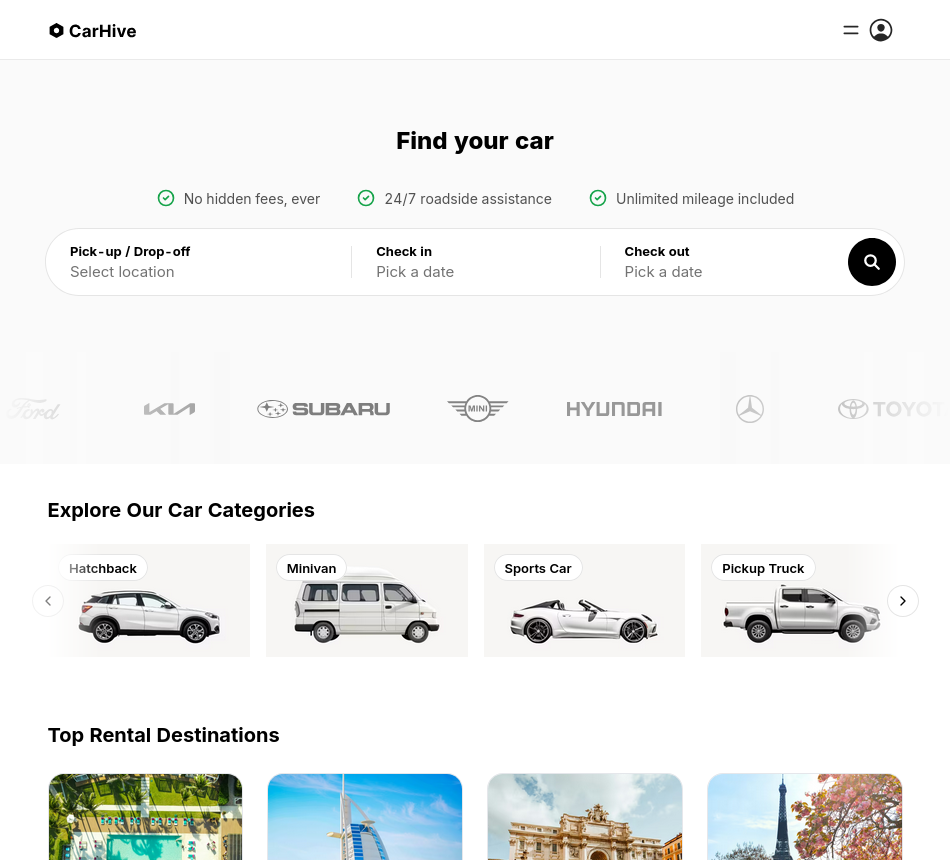 CarHive
Find your car
No hidden fees, ever
24/7 roadside assistance
Unlimited mileage included
Pick-up / Drop-off
Select location
Check in
Pick a date
Check out
Pick a date
Ford
KIA
SUBARU
MINI
HYUNDAI
TOYOT
Explore Our Car Categories
Hatchback
Minivan
Sports Car
Pickup Truck
Top Rental Destinations